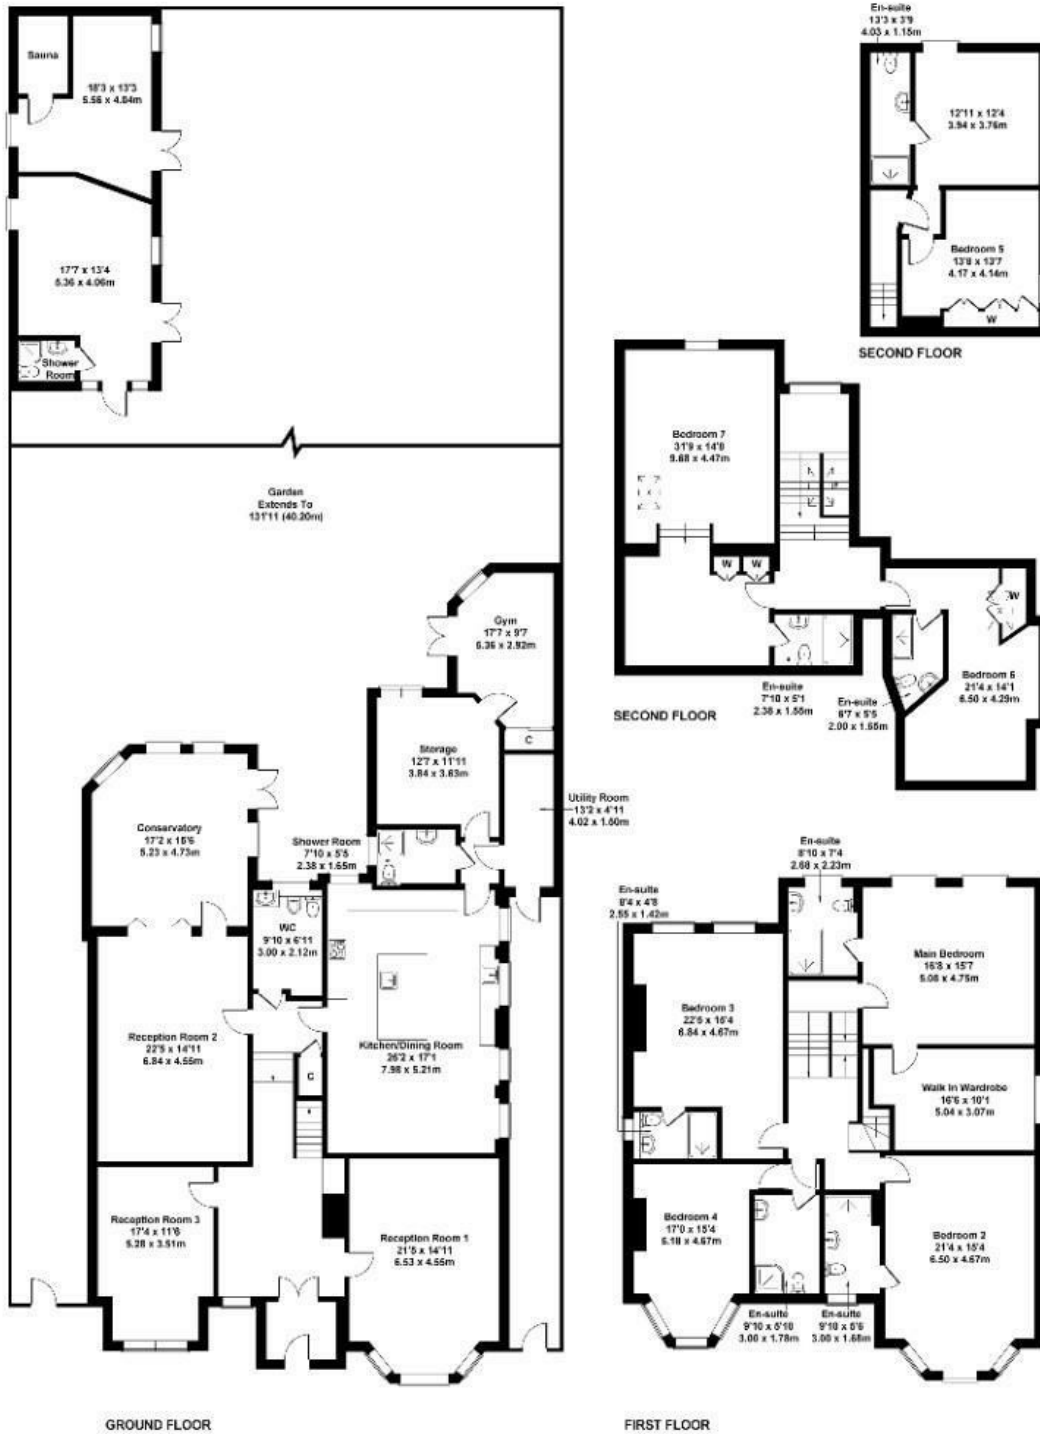 Sauna
18'3 x 13'3
5.56 x 4.04m
17'7 x 13'4
5.36 x 4.06m
Shower
Room
Garden
Extends To
131'11 (40.20m)
Gym
17'7 x 9'7
5.36 x 2.92m
C
Storage
12'7 x 11'11
3.84 x 3.63m
Utility Room
13'2 x 4'11
4.02 x 1.50m
Conservatory
17'2 x 15'6
5.23 x 4.73m
Shower Room
7'10 x 5'5
2.38 x 1.65m
WC
9'10 x 6'11
3.00 x 2.12m
Reception Room 2
22'5 x 14'11
6.84 x 4.55m
C
Kitchen/Dining Room
26'2 x 17'1
7.98 x 5.21m
Reception Room 3
17'4 x 11'6
5.28 x 3.51m
Reception Room 1
21'5 x 14'11
6.53 x 4.55m
GROUND FLOOR
En-suite
13'3 x 3'9
4.03 x 1.15m
12'11 x 12'4
3.94 x 3.76m
Bedroom 5
13'8 x 13'7
4.17 x 4.14m
W
SECOND FLOOR
Bedroom 7
31'9 x 14'8
9.68 x 4.47m
W
W
W
Bedroom 6
21'4 x 14'1
6.50 x 4.29m
En-suite
7'10 x 5'1
2.38 x 1.55m
En-suite
6'7 x 5'5
2.00 x 1.65m
SECOND FLOOR
En-suite
8'10 x 7'4
2.68 x 2.23m
En-suite
8'4 x 4'8
2.55 x 1.42m
Main Bedroom
16'8 x 15'7
5.08 x 4.75m
Bedroom 3
22'5 x 15'4
6.84 x 4.67m
Walk In Wardrobe
16'6 x 10'1
5.04 x 3.07m
Bedroom 4
17'0 x 15'4
5.18 x 4.67m
Bedroom 2
21'4 x 15'4
6.50 x 4.67m
En-suite
9'10 x 5'10
3.00 x 1.78m
En-suite
9'10 x 5'6
3.00 x 1.68m
FIRST FLOOR